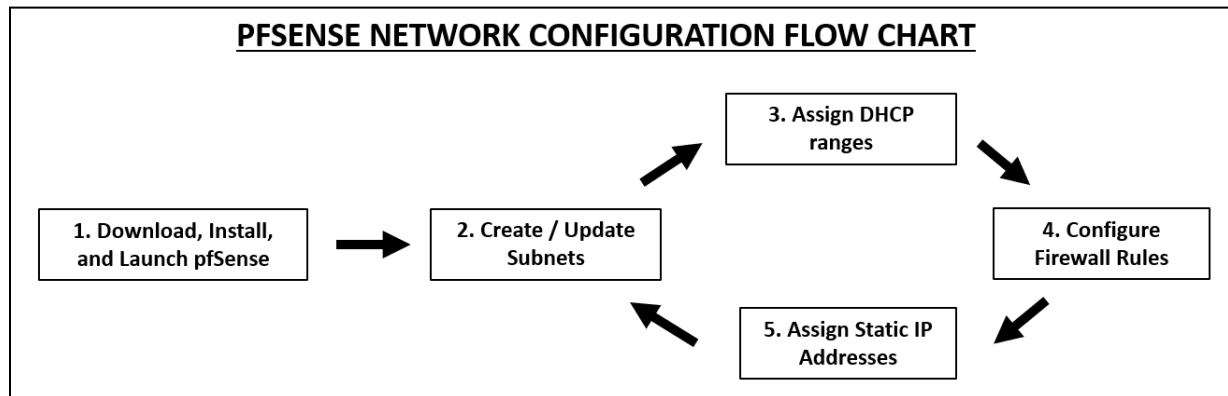 PFSENSE NETWORK CONFIGURATION FLOW CHART
1. Download, Install,
and Launch pfSense
2. Create / Update
Subnets
3. Assign DHCP
ranges
4. Configure
Firewall Rules
5. Assign Static IP
Addresses